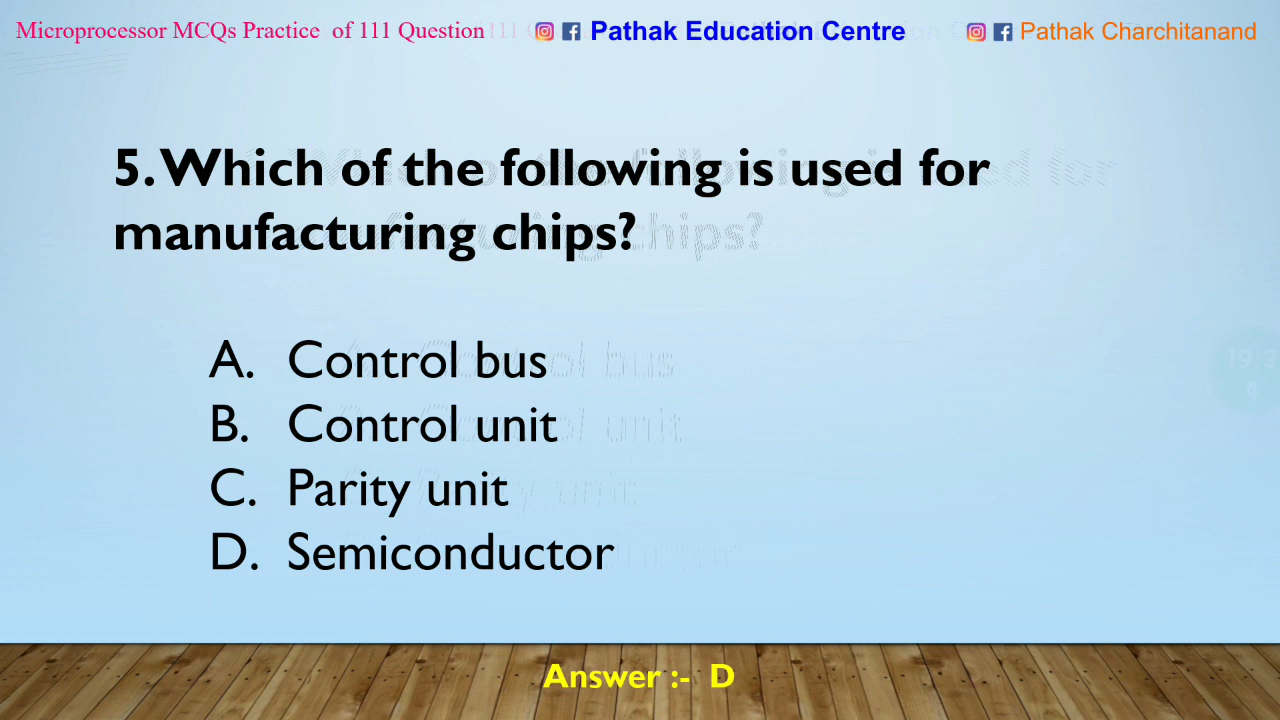 Microprocessor MCQs Practice of 111 Question Pathak Education Centre Pathak Charchitanand
5. Which of the following is used for
manufacturing chips?
A. Control bus
B. Control unit
C. Parity unit
D. Semiconductor
Answer :- D